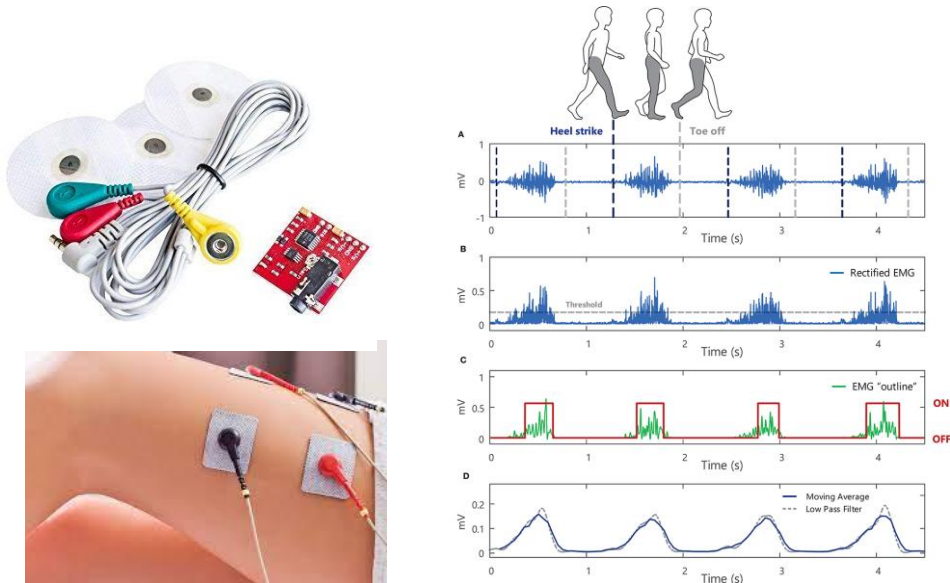 Heel strike
Toe off
A
1
0
-1
mV
0
1
2
3
4
Time (s)
B
Rectified EMG
1
0.5
0
mV
Threshold
0
1
2
3
4
Time (s)
C
EMG "outline"
1
0.5
0
mV
ON
OFF
0
1
2
3
4
Time (s)
D
Moving Average
Low Pass Filter
0.2
0.1
0
mV
0
1
2
3
4
Time (s)